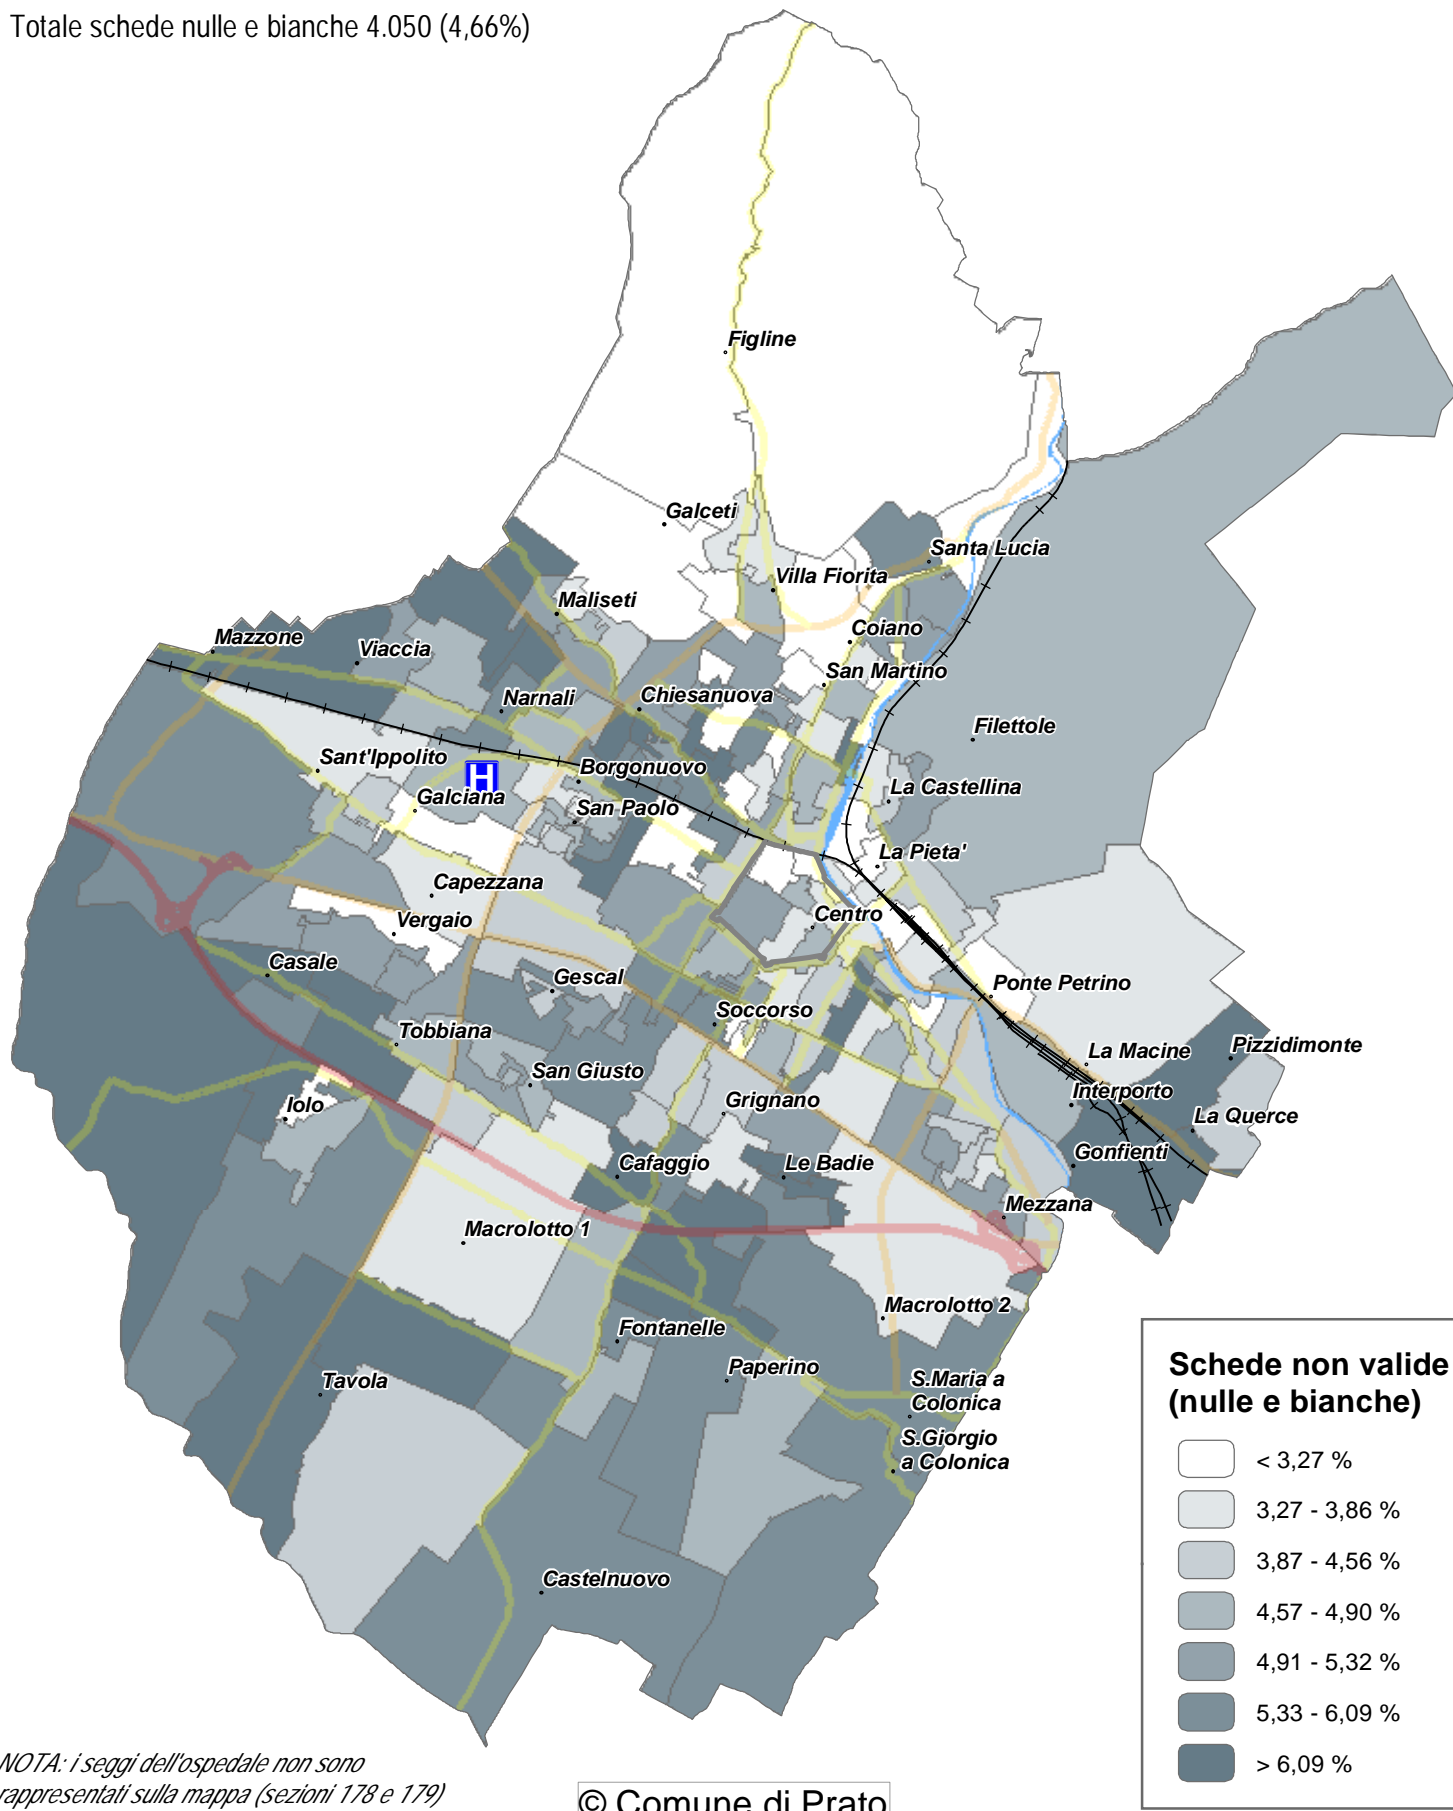 Totale schede nulle e bianche 4.050 (4,66%)
Figline
Galceti
Santa Lucia
Villa Fiorita
Maliseti
Coiano
Mazzone
Viaccia
San Martino
Narnali
Chiesanuova
Filettole
Sant'Ippolito
H
Borgonuovo
La Castellina
Galciana
San Paolo
La Pieta'
Capezzana
Centro
Vergaio
Casale
Gescal
Ponte Petrino
Soccorso
Tobbiana
La Macine
Pizzidimonte
San Giusto
Interporto
Iolo
Grignano
La Querce
Gonfienti
Cafaggio
Le Badie
Mezzana
Macrolotto 1
Macrolotto 2
Fontanelle
Paperino
Tavola
S.Maria a
Colonica
S.Giorgio
a Colonica
Castelnuovo
Schede non valide
(nulle e bianche)
< 3,27 %
3,27 - 3,86 %
3,87 - 4,56 %
4,57 - 4,90 %
4,91 - 5,32 %
5,33 - 6,09 %
> 6,09 %
NOTA: i seggi dell'ospedale non sono
rappresentati sulla mappa (sezioni 178 e 179)
© Comune di Prato